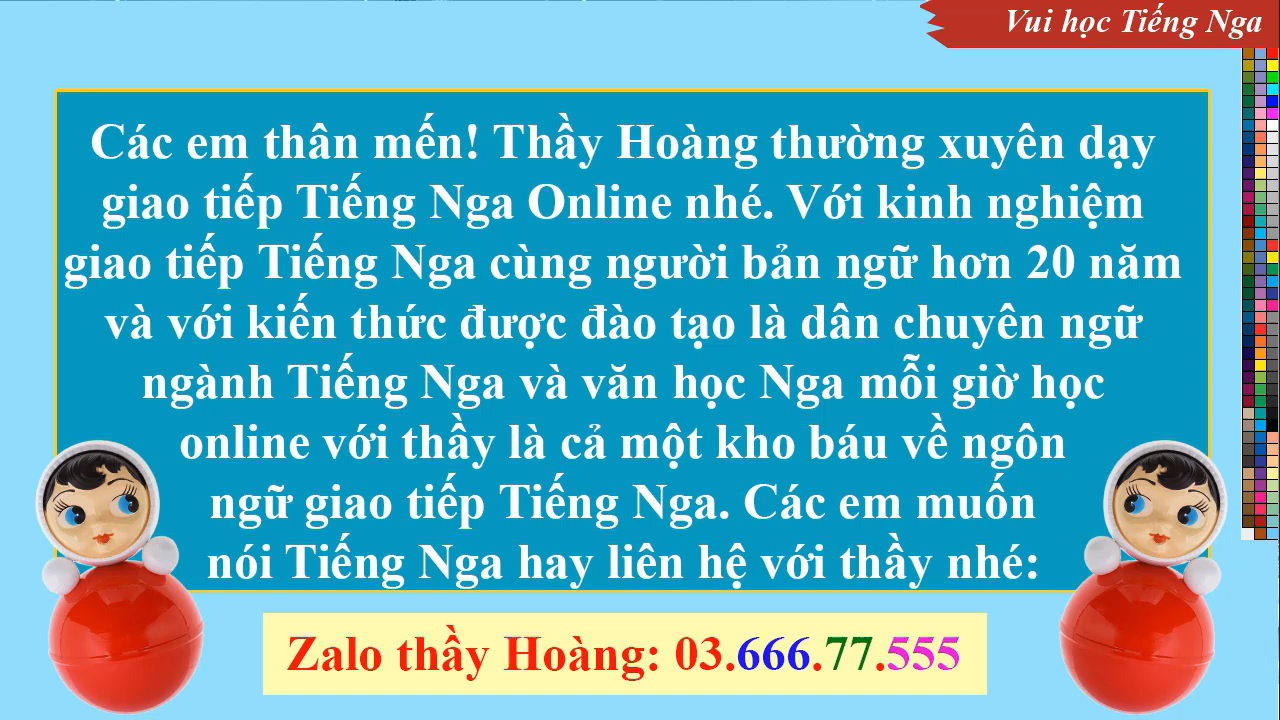 Vui học Tiếng Nga
Các em thân mến! Thầy Hoàng thường xuyên dạy
giao tiếp Tiếng Nga Online nhé. Với kinh nghiệm
giao tiếp Tiếng Nga cùng người bản ngữ hơn 20 năm
và với kiến thức được đào tạo là dân chuyên ngữ
ngành Tiếng Nga và văn học Nga mỗi giờ học
online với thầy là cả một kho báu về ngôn
ngữ giao tiếp Tiếng Nga. Các em muốn
nói Tiếng Nga hay liên hệ với thầy nhé:
Zalo thầy Hoàng: 03.666.77.555